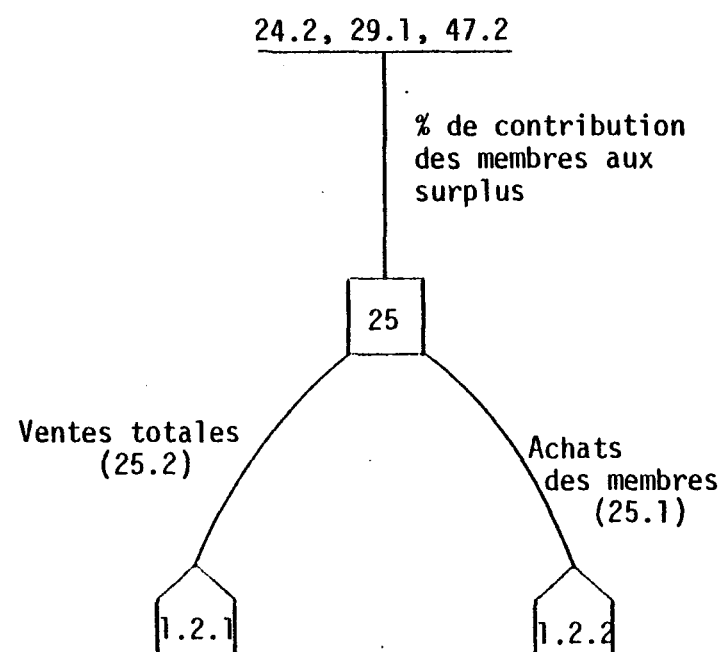 24.2, 29.1, 47.2
% de contribution
des membres aux
surplus
25
Ventes totales
(25.2)
Achats
des membres
(25.1)
1.2.1
1.2.2